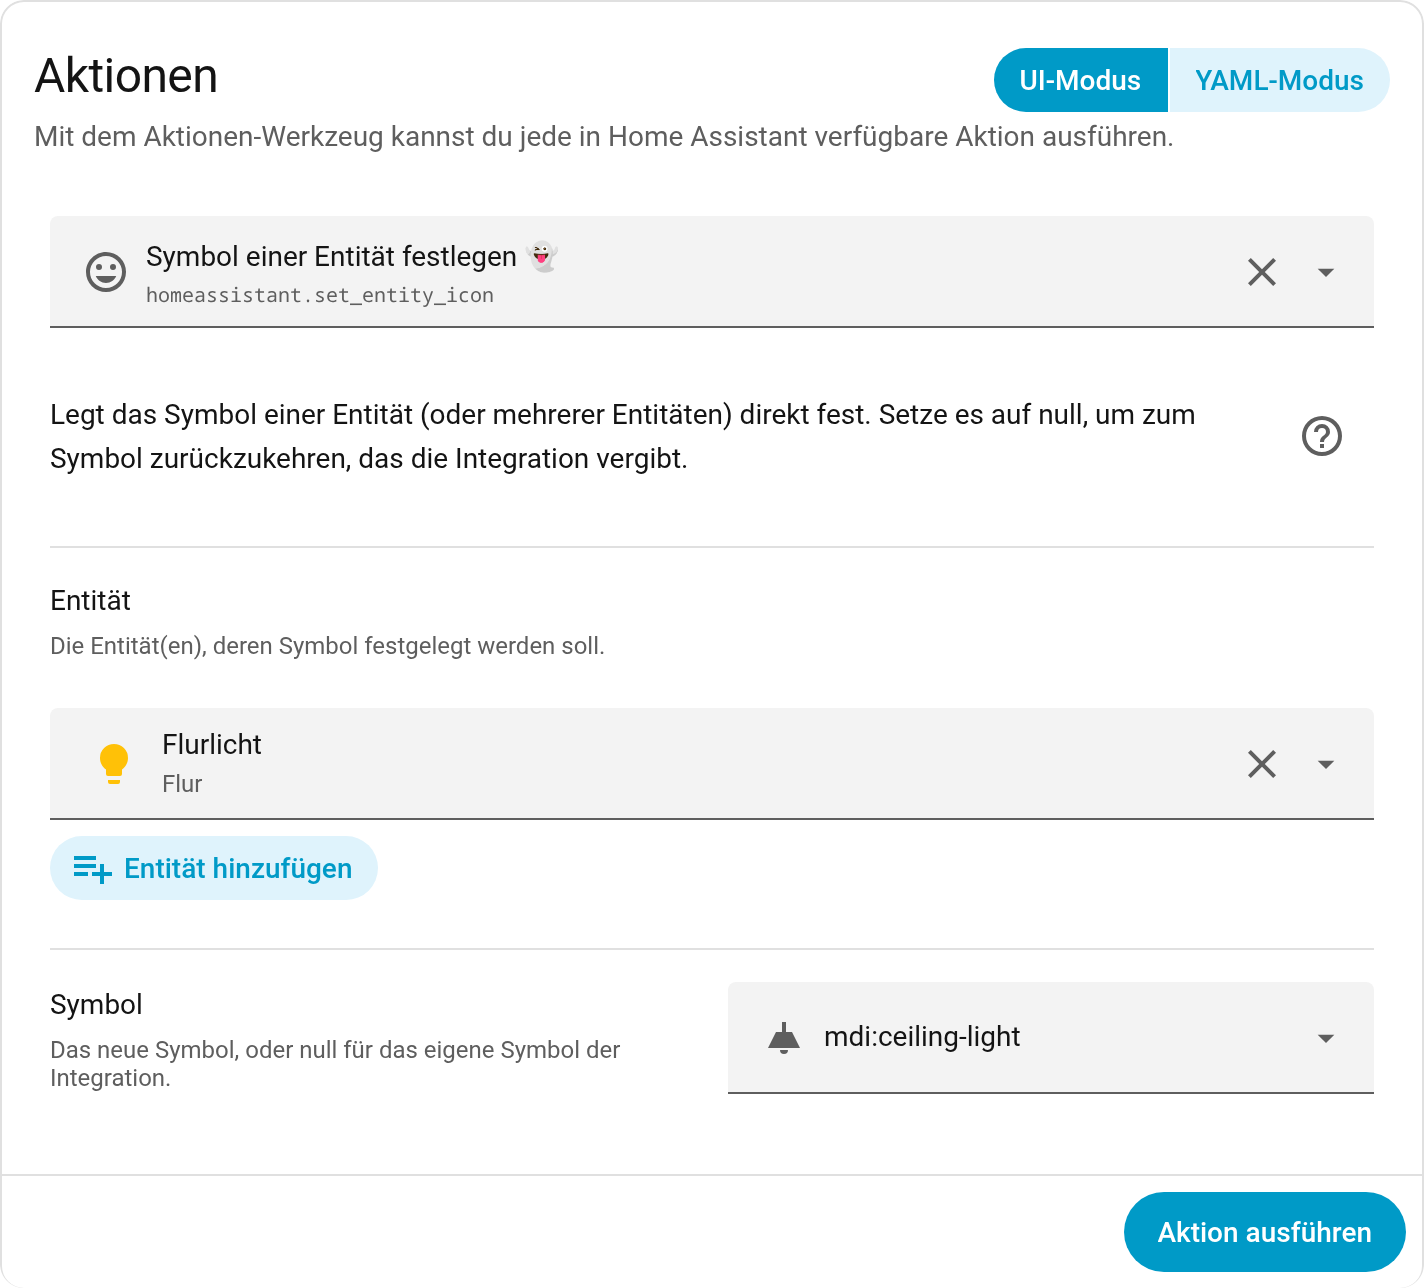 Aktionen
UI-Modus
YAML-Modus
Mit dem Aktionen-Werkzeug kannst du jede in Home Assistant verfügbare Aktion ausführen.
Symbol einer Entität festlegen 👻
homeassistant.set_entity_icon
Legt das Symbol einer Entität (oder mehrerer Entitäten) direkt fest. Setze es auf null, um zum
Symbol zurückzukehren, das die Integration vergibt.
Entität
Die Entität(en), deren Symbol festgelegt werden soll.
Flurlicht
Flur
Entität hinzufügen
Symbol
Das neue Symbol, oder null für das eigene Symbol der
Integration.
mdi:ceiling-light
Aktion ausführen